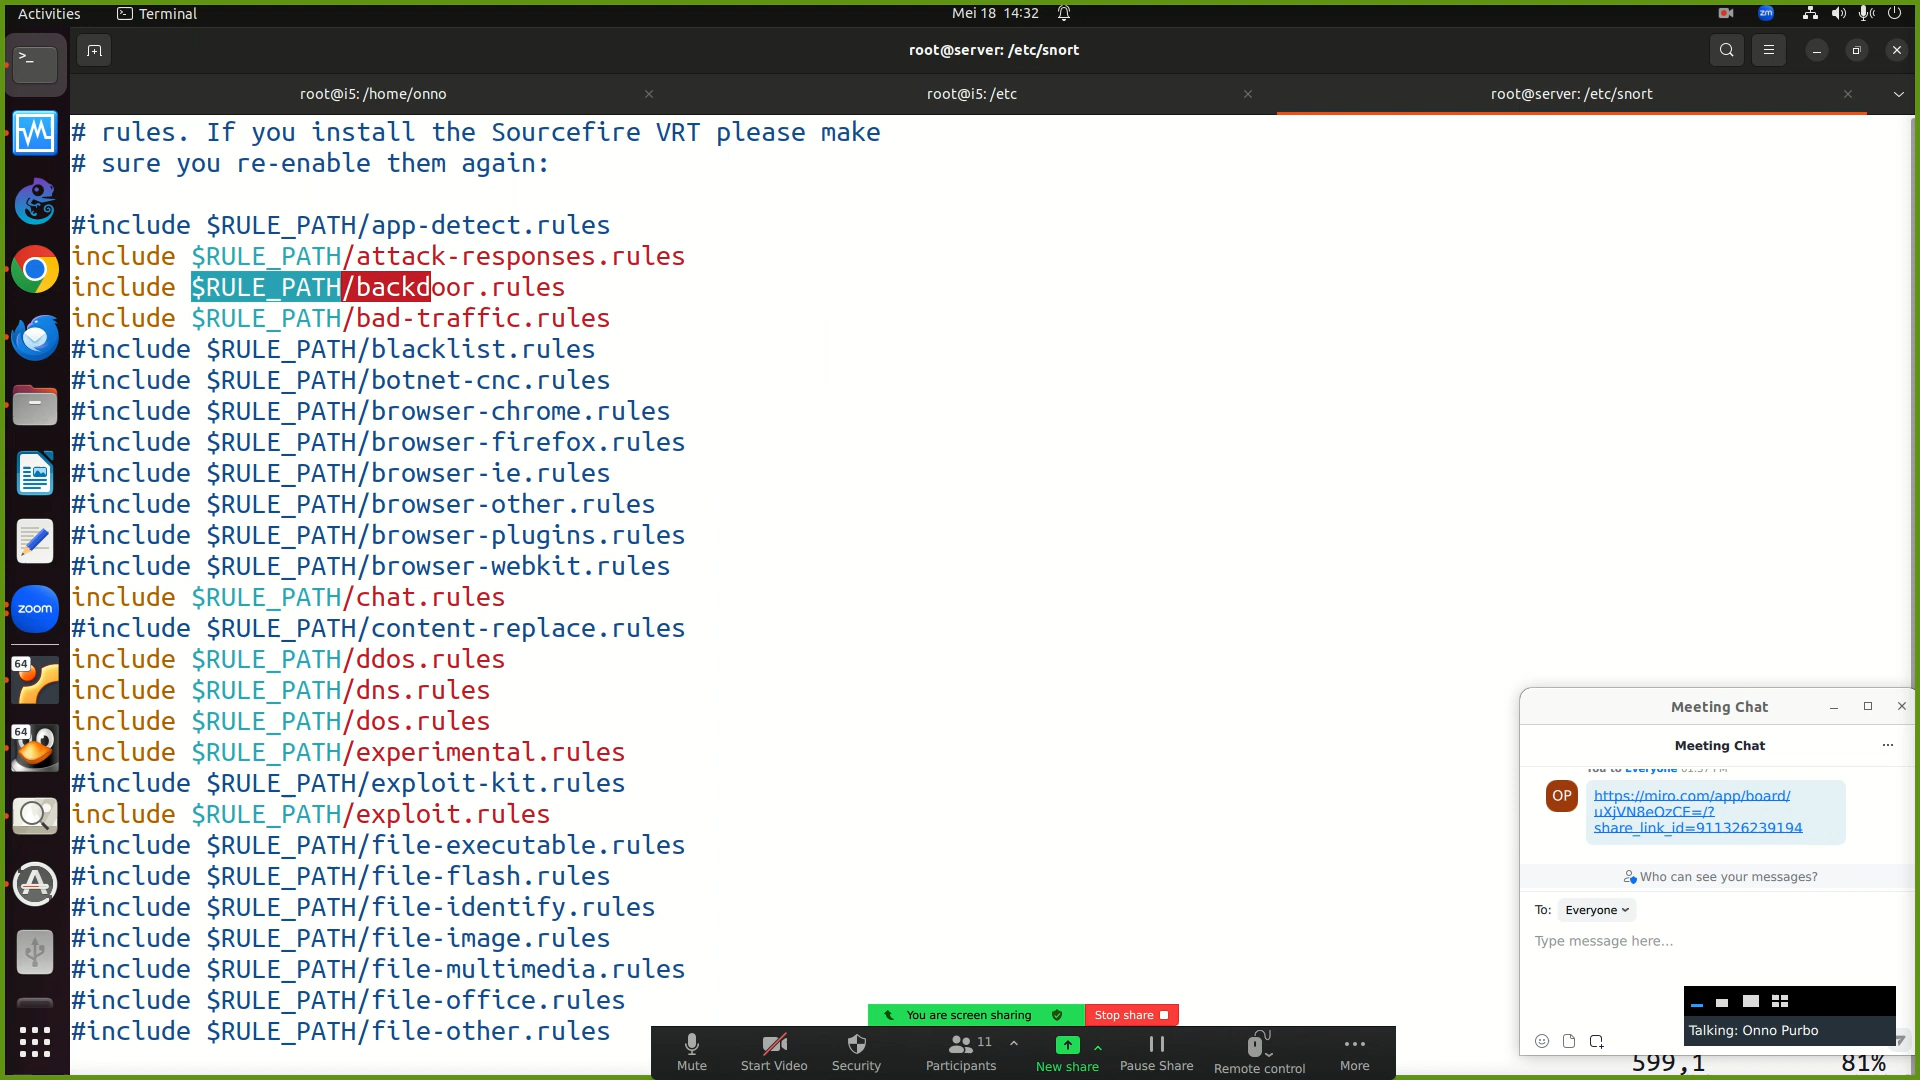 Activities
Terminal
Mei 18 14:32
zm
root@server: /etc/snort
root@i5: /home/onno
root@i5: /etc
root@server: /etc/snort
# rules. If you install the Sourcefire VRT please make
# sure you re-enable them again:
#include $RULE_PATH/app-detect.rules
include $RULE_PATH/attack-responses.rules
include $RULE_PATH/backdoor.rules
include $RULE_PATH/bad-traffic.rules
#include $RULE_PATH/blacklist.rules
#include $RULE_PATH/botnet-cnc.rules
#include $RULE_PATH/browser-chrome.rules
#include $RULE_PATH/browser-firefox.rules
#include $RULE_PATH/browser-ie.rules
#include $RULE_PATH/browser-other.rules
#include $RULE_PATH/browser-plugins.rules
#include $RULE_PATH/browser-webkit.rules
include $RULE_PATH/chat.rules
#include $RULE_PATH/content-replace.rules
include $RULE_PATH/ddos.rules
include $RULE_PATH/dns.rules
include $RULE_PATH/dos.rules
include $RULE_PATH/experimental.rules
#include $RULE_PATH/exploit-kit.rules
include $RULE_PATH/exploit.rules
#include $RULE_PATH/file-executable.rules
#include $RULE_PATH/file-flash.rules
#include $RULE_PATH/file-identify.rules
#include $RULE_PATH/file-image.rules
#include $RULE_PATH/file-multimedia.rules
#include $RULE_PATH/file-office.rules
#include $RULE_PATH/file-other.rules
599,1
81%
zoom
64
64
Meeting Chat
Meeting Chat
You to Everyone 01:37 PM
OP
https://miro.com/app/board/
uXjVN8eOzCE=/?
share_link_id=911326239194
Who can see your messages?
To: Everyone
Type message here...
Talking: Onno Purbo
You are screen sharing
Stop share
Mute
Start Video
Security
Participants
11
New share
Pause Share
Remote control
More